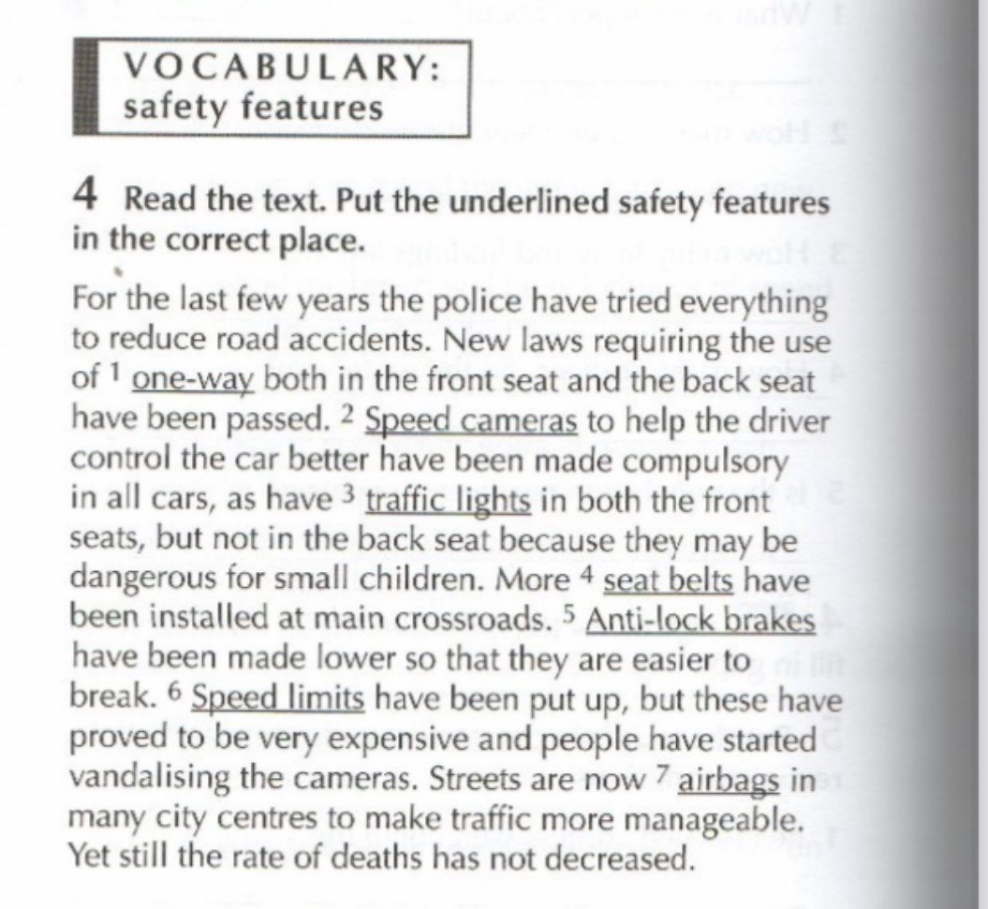 VOCABULARY:
safety features
4 Read the text. Put the underlined safety features
in the correct place.
For the last few years the police have tried everything
to reduce road accidents. New laws requiring the use
of 1 one-way both in the front seat and the back seat
have been passed. 2 Speed cameras to help the driver
control the car better have been made compulsory
in all cars, as have 3 traffic lights in both the front
seats, but not in the back seat because they may be
dangerous for small children. More 4 seat belts have
been installed at main crossroads. 5 Anti-lock brakes
have been made lower so that they are easier to
break. 6 Speed limits have been put up, but these have
proved to be very expensive and people have started
vandalising the cameras. Streets are now 7 airbags in
many city centres to make traffic more manageable.
Yet still the rate of deaths has not decreased.